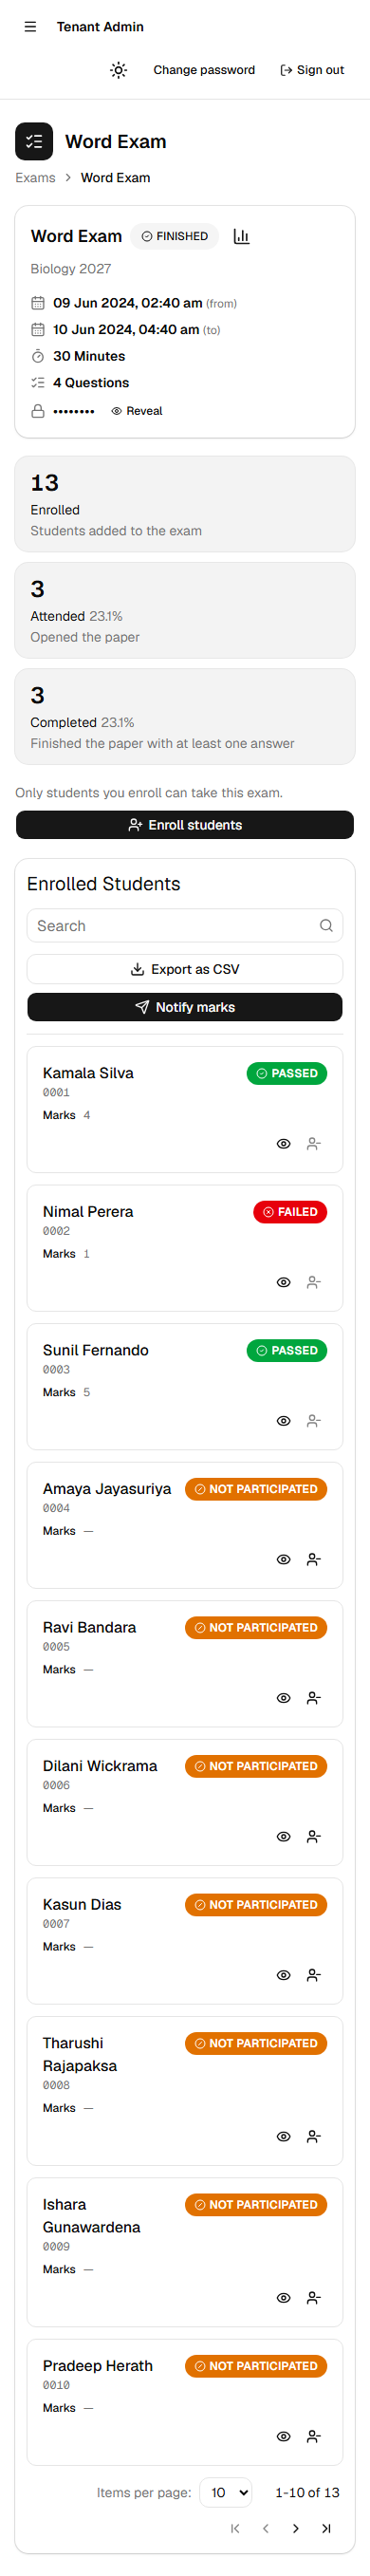 Tenant Admin
Change password
Sign out
Word Exam
Exams > Word Exam
Word Exam
FINISHED
Biology 2027
09 Jun 2024, 02:40 am (from)
10 Jun 2024, 04:40 am (to)
30 Minutes
4 Questions
•••••••• Reveal
13
Enrolled
Students added to the exam
3
Attended 23.1%
Opened the paper
3
Completed 23.1%
Finished the paper with at least one answer
Only students you enroll can take this exam.
Enroll students
Enrolled Students
Search
Export as CSV
Notify marks
Kamala Silva
PASSED
0001
Marks 4
Nimal Perera
FAILED
0002
Marks 1
Sunil Fernando
PASSED
0003
Marks 5
Amaya Jayasuriya
NOT PARTICIPATED
0004
Marks —
Ravi Bandara
NOT PARTICIPATED
0005
Marks —
Dilani Wickrama
NOT PARTICIPATED
0006
Marks —
Kasun Dias
NOT PARTICIPATED
0007
Marks —
Tharushi
Rajapaksa
NOT PARTICIPATED
0008
Marks —
Ishara
Gunawardena
NOT PARTICIPATED
0009
Marks —
Pradeep Herath
NOT PARTICIPATED
0010
Marks —
Items per page: 10
1-10 of 13